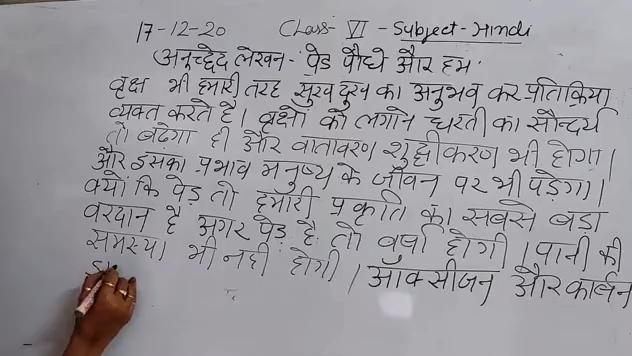 17-12-20 Class- VI - Subject - Hindi
अनुच्छेद लेखन - पेड पौधे और हम
वृक्ष भी हमारी तरह सुख दुख का अनुभव कर प्रतिक्रिया
व्यक्त करते है। वृक्षो को लगाने धरती का सौन्दर्य
तो बढेगा ही और वातावरण शुद्धीकरण भी होगा।
और इसका प्रभाव मनुष्य के जीवन पर भी पड़ेगा।
क्यों कि पेड़ तो हमारी प्रकृति का सबसे बड़ा
वरदान है अगर पेड़ है तो वर्षा होगी। पानी की
समस्या भी नही होगी। ऑक्सीजन और कार्बन